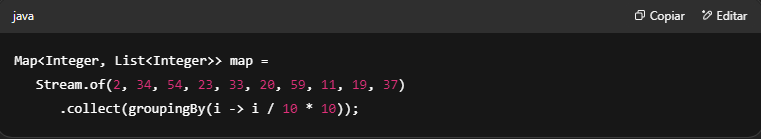 java
Copiar
Editar
Map<Integer, List<Integer>> map =
Stream.of(2, 34, 54, 23, 33, 20, 59, 11, 19, 37)
.collect(groupingBy(i -> i / 10 * 10));